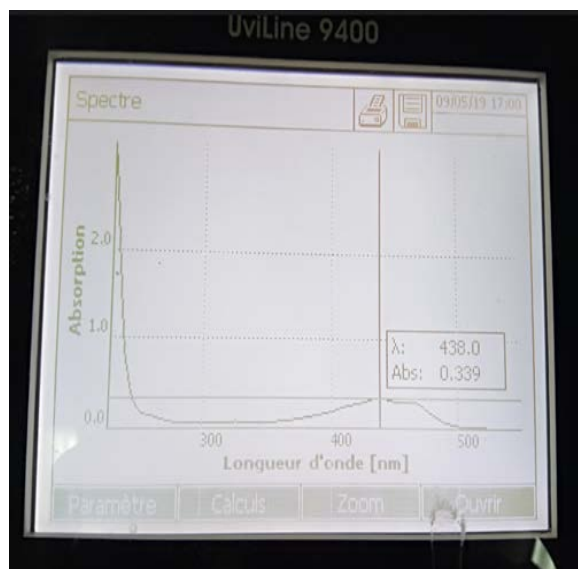 UviLine 9400
Spectre
09/05/19 17:00
2.0
Absorption
1.0
λ: 438.0
Abs: 0.339
0.0
300 400 500
Longueur d'onde [nm]
Paramètre Calculs Zoom Ouvrir